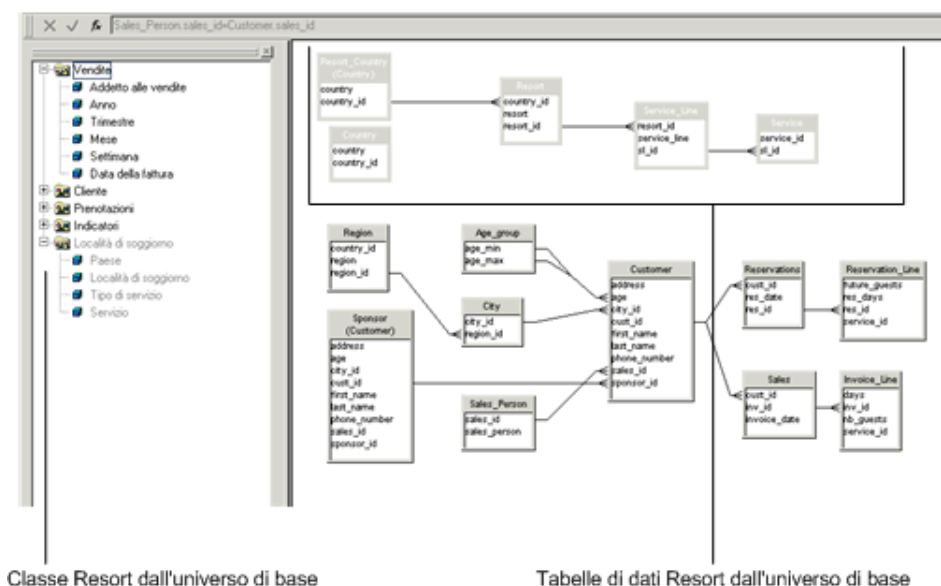 Sales_Person.sales_id=Customer.sales_id
Vendite
Addetto alle vendite
Anno
Trimestre
Mese
Settimana
Data della fattura
Cliente
Prenotazioni
Indicatori
Località di soggiorno
Paese
Località di soggiorno
Tipo di servizio
Servizio
Resort_Country
(Country)
country
country_id
Country
country
country_id
Resort
country_id
resort
resort_id
Service_Line
resort_id
service_line
sl_id
Service
service_id
sl_id
Region
country_id
region
region_id
Age_group
age_min
age_max
City
city_id
region_id
Sponsor
(Customer)
address
age
city_id
cust_id
first_name
last_name
phone_number
sales_id
sponsor_id
Sales_Person
sales_id
sales_person
Customer
address
age
city_id
cust_id
first_name
last_name
phone_number
sales_id
sponsor_id
Reservations
cust_id
res_date
res_id
Reservation_Line
future_guests
res_days
res_id
service_id
Sales
cust_id
inv_id
invoice_date
Invoice_Line
days
inv_id
nb_guests
service_id
Classe Resort dall'universo di base
Tabelle di dati Resort dall'universo di base